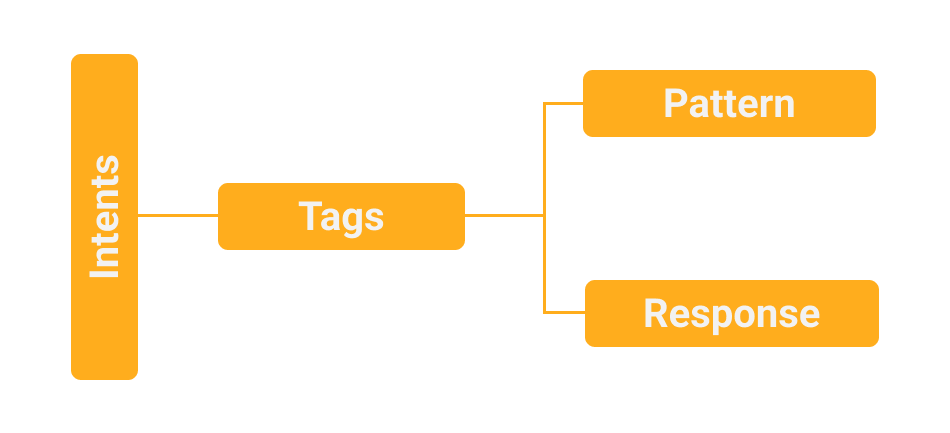 Intents
Tags
Pattern
Response